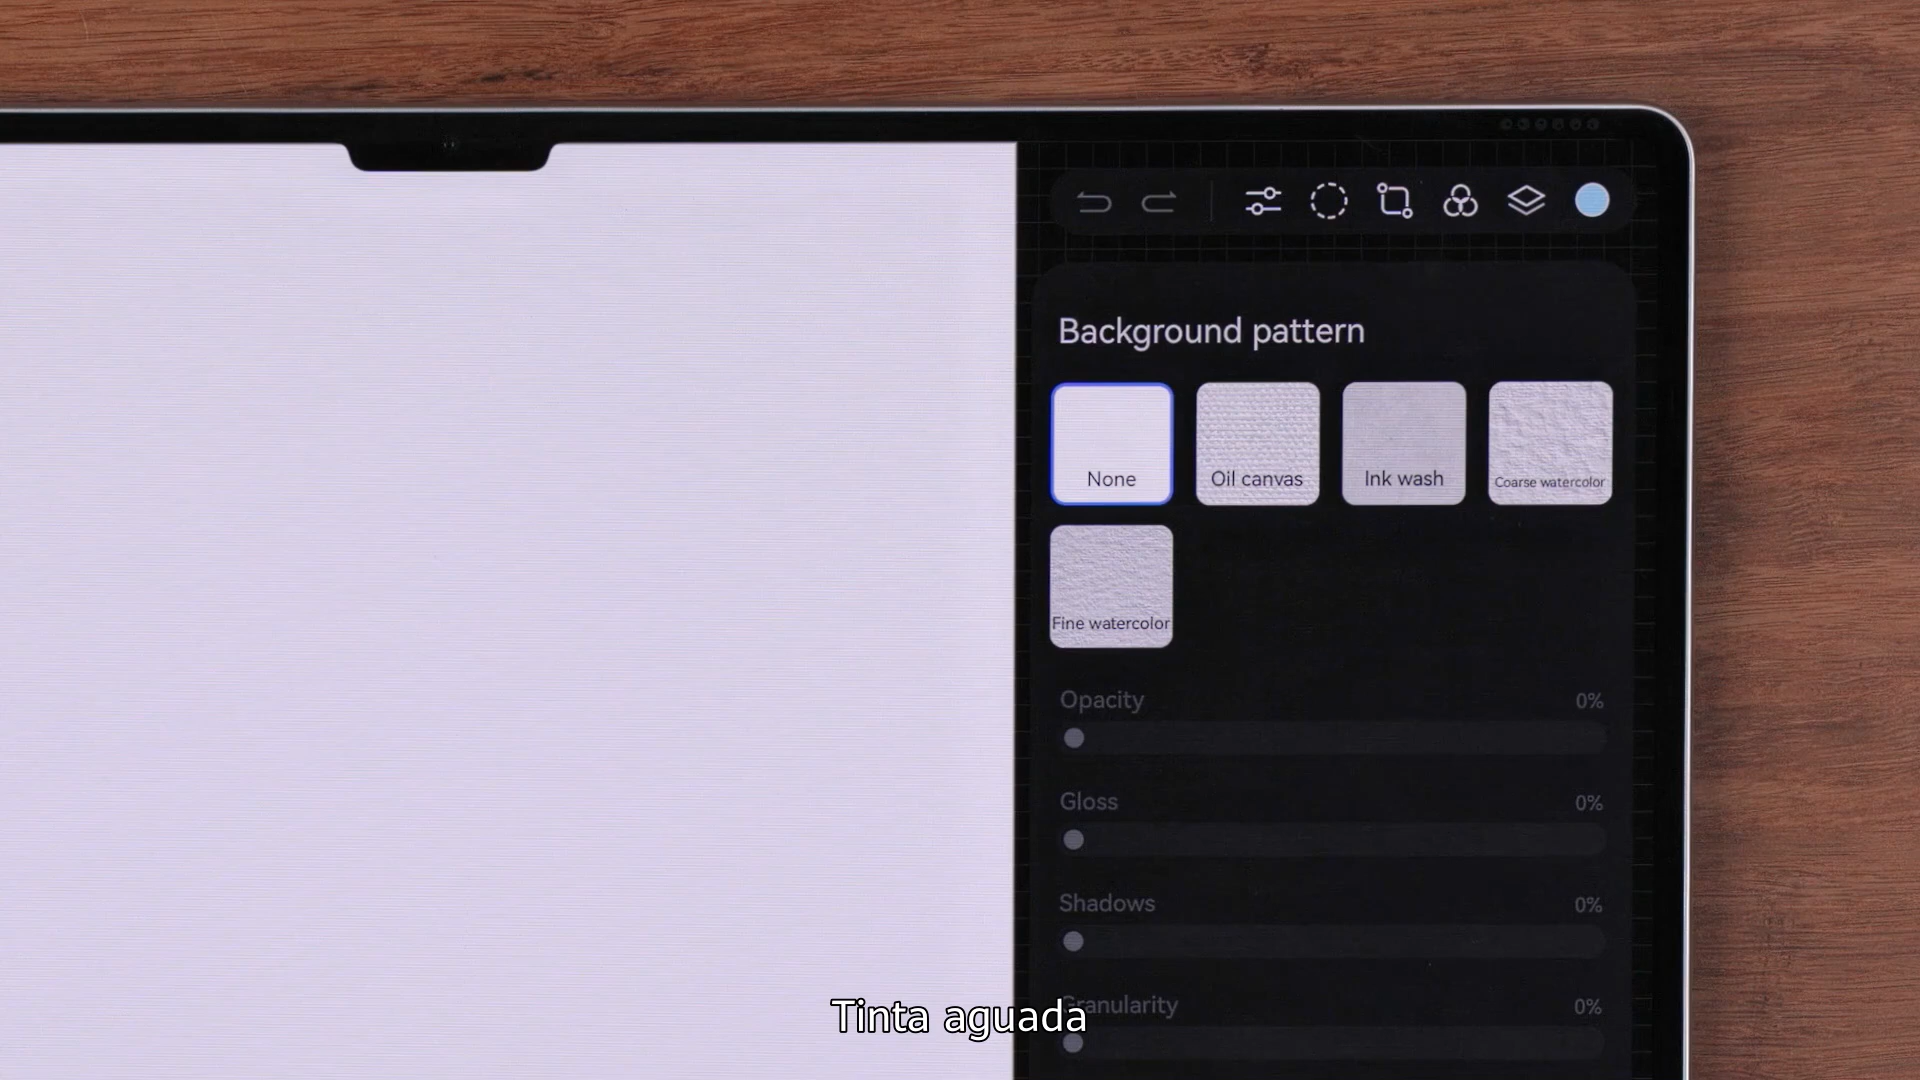 Background pattern
None
Oil canvas
Ink wash
Coarse watercolor
Fine watercolor
Opacity 0%
Gloss 0%
Shadows 0%
Granularity 0%
Tinta aguada